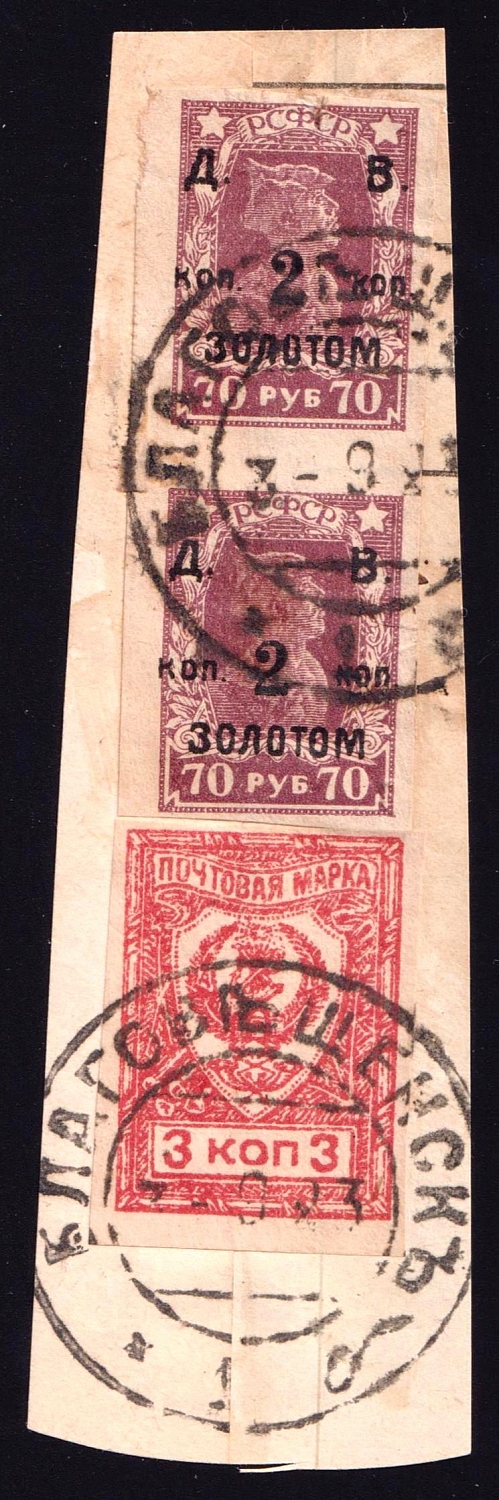 РСФСР
Д. В.
Коп. 2 коп.
ЗОЛОТОМ
70 РУБ 70
РСФСР
Д. В.
Коп. 2 коп
ЗОЛОТОМ
70 РУБ 70
ПОЧТОВАЯ МАРКА
3 КОП 3
БЛАГОВѢЩЕНСКЪ